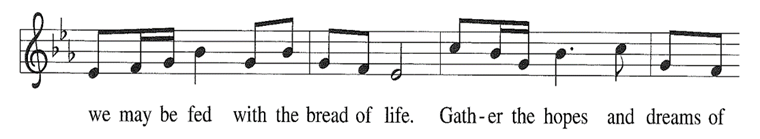 we may be fed with the bread of life. Gath-er the hopes and dreams of